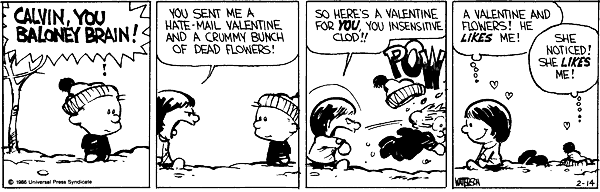 CALVIN, YOU
BALONEY BRAIN!
© 1986 Universal Press Syndicate
YOU SENT ME A
HATE-MAIL VALENTINE
AND A CRUMMY BUNCH
OF DEAD FLOWERS!
SO HERE'S A VALENTINE
FOR YOU, YOU INSENSITIVE
CLOD!!
POW
A VALENTINE AND
FLOWERS! HE
LIKES ME!
SHE
NOTICED!
SHE LIKES
ME!
WATTERSON
2-14